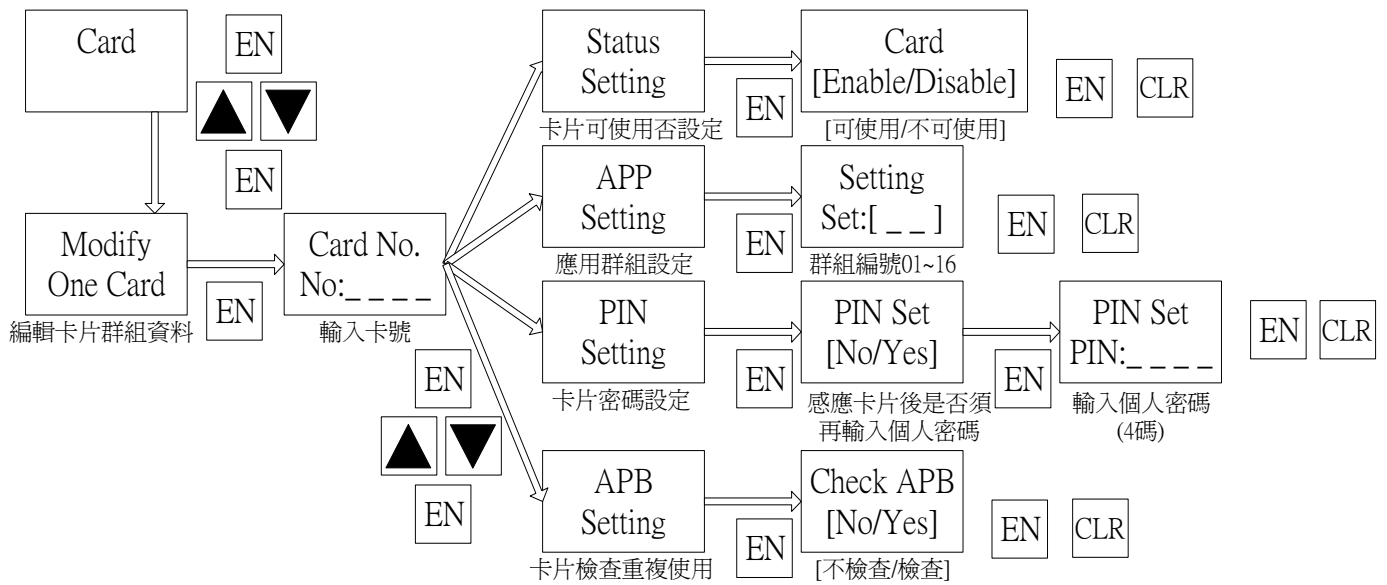 Card
EN
EN
Modify
One Card
編輯卡片群組資料
EN
Card No.
No:_ _ _ _
輸入卡號
EN
EN
Status
Setting
卡片可使用否設定
EN
Card
[Enable/Disable]
[可使用/不可使用]
EN
CLR
APP
Setting
應用群組設定
EN
Setting
Set:[ _ _ ]
群組編號01~16
EN
CLR
PIN
Setting
卡片密碼設定
EN
PIN Set
[No/Yes]
感應卡片後是否須
再輸入個人密碼
EN
PIN Set
PIN:_ _ _ _
輸入個人密碼
(4碼)
EN
CLR
APB
Setting
卡片檢查重複使用
EN
Check APB
[No/Yes]
[不檢查/檢查]
EN
CLR